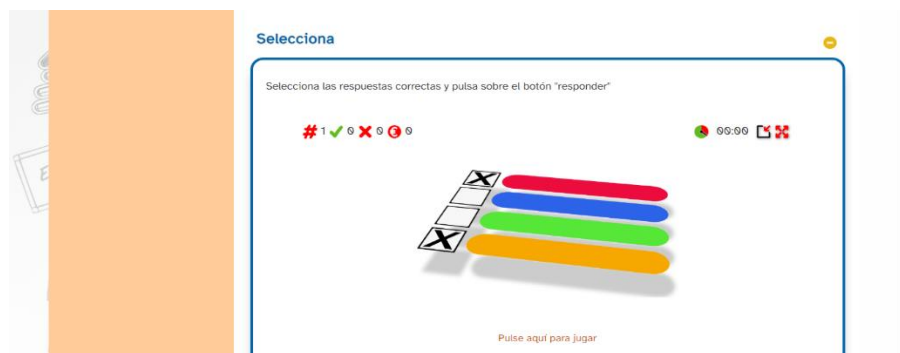 Selecciona
Selecciona las respuestas correctas y pulsa sobre el botón "responder"
# 1 0 0 0 00:00
Pulse aquí para jugar